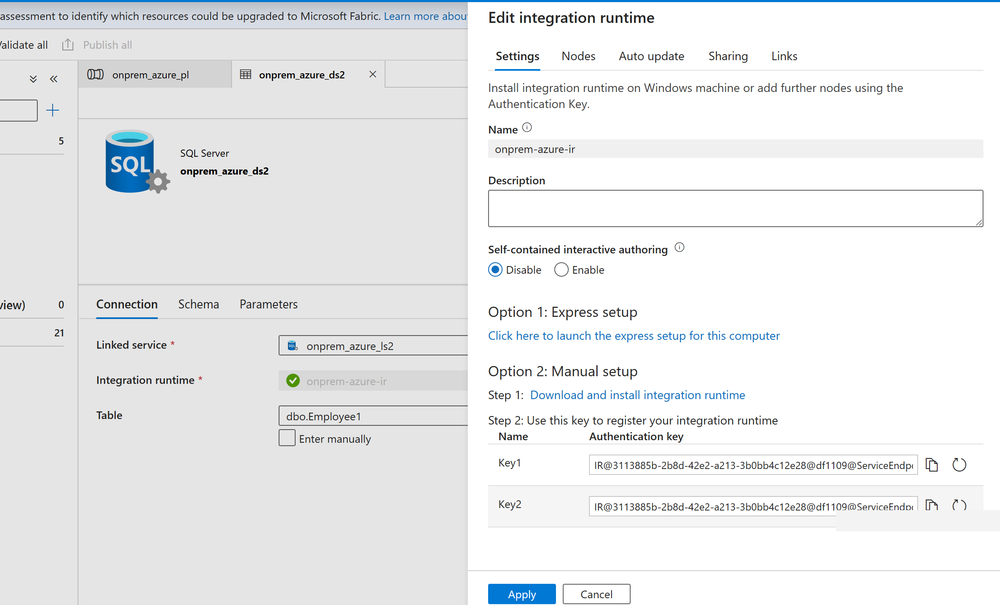 assessment to identify which resources could be upgraded to Microsoft Fabric. Learn more about
Validate all
Publish all
onprem_azure_pl
onprem_azure_ds2
5
SQL
SQL Server
onprem_azure_ds2
view)
0
21
Connection
Schema
Parameters
Linked service *
SQL
onprem_azure_ls2
Integration runtime *
onprem-azure-ir
Table
dbo.Employee1
Enter manually
Edit integration runtime
Settings
Nodes
Auto update
Sharing
Links
Install integration runtime on Windows machine or add further nodes using the
Authentication Key.
Name
onprem-azure-ir
Description
Self-contained interactive authoring
Disable
Enable
Option 1: Express setup
Click here to launch the express setup for this computer
Option 2: Manual setup
Step 1: Download and install integration runtime
Step 2: Use this key to register your integration runtime
Name
Authentication key
Key1
IR@3113885b-2b8d-42e2-a213-3b0bb4c12e28@df1109@ServiceEndpo
Key2
IR@3113885b-2b8d-42e2-a213-3b0bb4c12e28@df1109@ServiceEndpo
Apply
Cancel